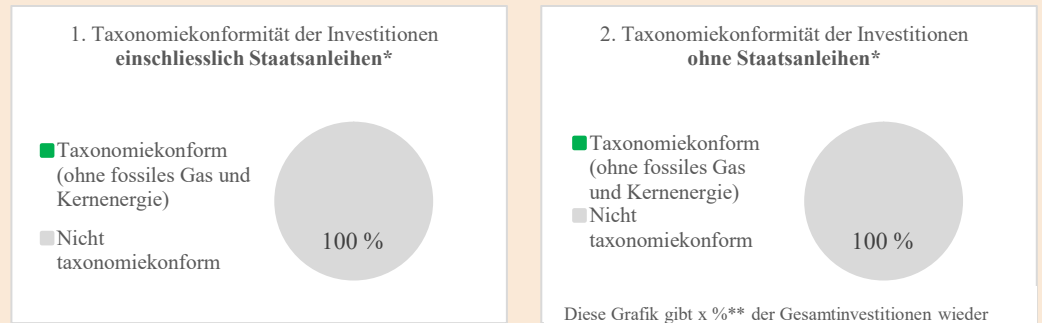 1. Taxonomiekonformität der Investitionen
einschliesslich Staatsanleihen*
Taxonomiekonform
(ohne fossiles Gas und
Kernenergie)
Nicht
taxonomiekonform
100 %
2. Taxonomiekonformität der Investitionen
ohne Staatsanleihen*
Taxonomiekonform
(ohne fossiles Gas
und Kernenergie)
Nicht
taxonomiekonform
100 %
Diese Grafik gibt x %** der Gesamtinvestitionen wieder